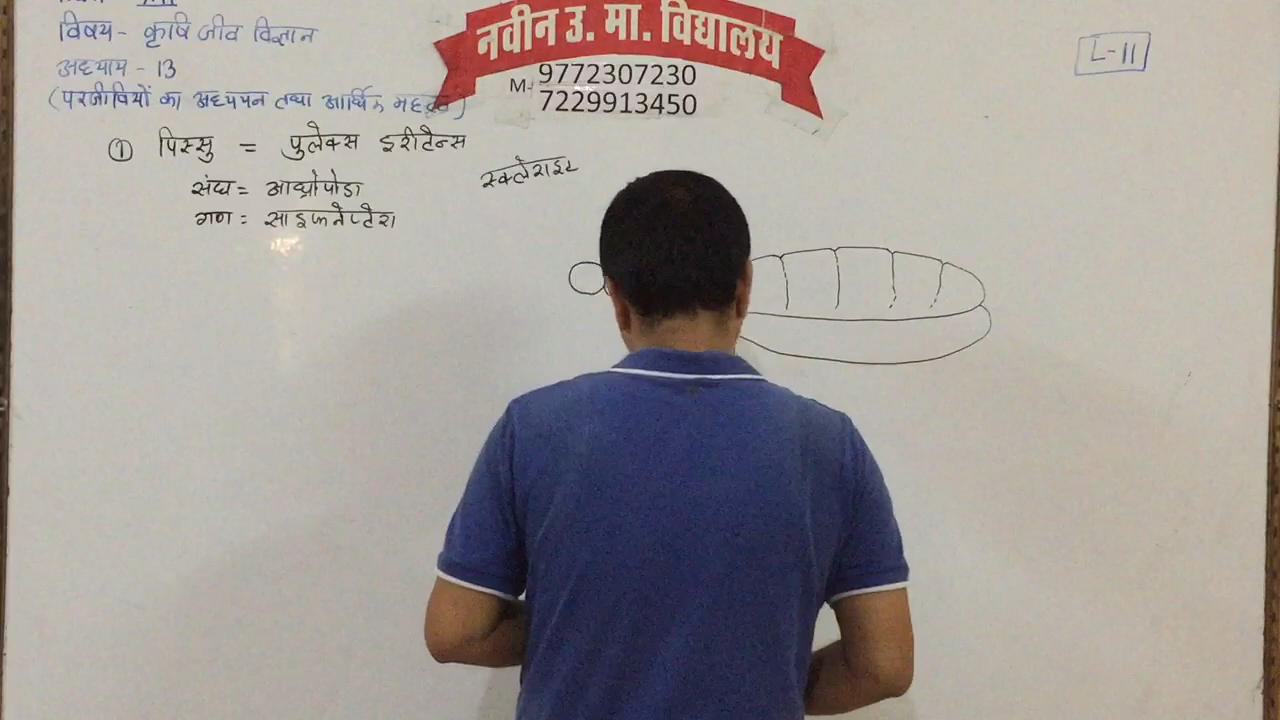 विषय - कृषि जीव विज्ञान
अध्याय - 13
(परजीवियों का अध्ययन तथा आर्थिक महत्व)
① पिस्सु = पुलेक्स इरीटेन्स
संघ = आर्थ्रोपोडा
गण = साइफनेप्टेरा
स्क्लेराइट
नवीन उ. मा. विद्यालय
M- 9772307230
7229913450
L-11